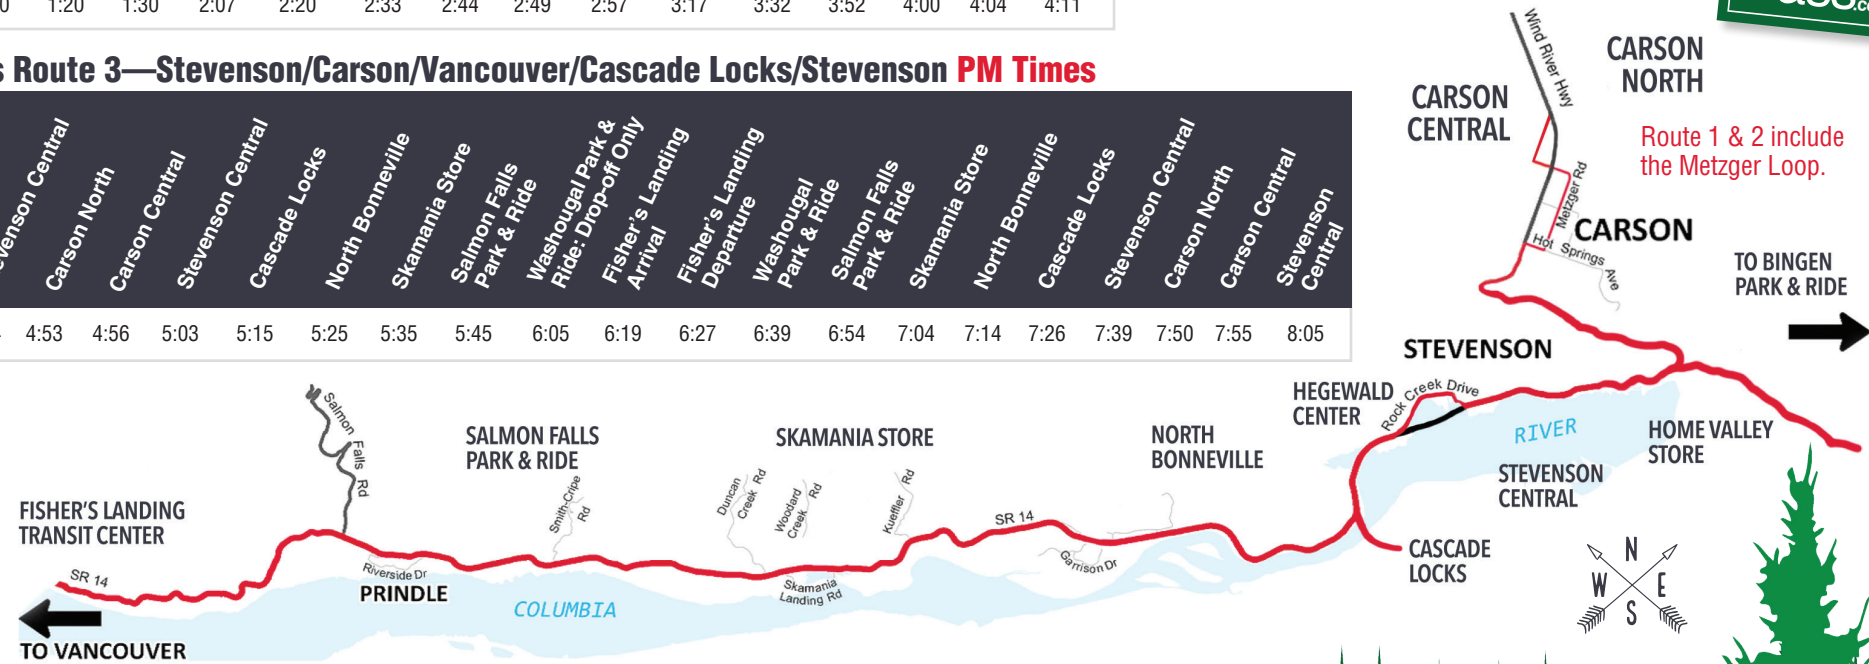 1:20 1:30 2:07 2:20 2:33 2:44 2:49 2:57 3:17 3:32 3:52 4:00 4:04 4:11
Route 3—Stevenson/Carson/Vancouver/Cascade Locks/Stevenson PM Times
Central
Carson North
Carson Central
Stevenson Central
Cascade Locks
North Bonneville
Skamania Store
Salmon Falls
Park & Ride
Washougal Park &
Ride: Drop-off Only
Fisher's Landing
Arrival
Fisher's Landing
Departure
Washougal
Park & Ride
Salmon Falls
Park & Ride
Skamania Store
North Bonneville
Cascade Locks
Stevenson Central
Carson North
Carson Central
Stevenson
Central
4:53 4:56 5:03 5:15 5:25 5:35 5:45 6:05 6:19 6:27 6:39 6:54 7:04 7:14 7:26 7:39 7:50 7:55 8:05
Wind River Hwy
CARSON
NORTH
CARSON
CENTRAL
Route 1 & 2 include
the Metzger Loop.
Metzger Rd
CARSON
Hot Springs Ave
TO BINGEN
PARK & RIDE
STEVENSON
HEGEWALD
CENTER
Rock Creek Drive
RIVER
HOME VALLEY
STORE
STEVENSON
CENTRAL
Salmon Falls Rd
SALMON FALLS
PARK & RIDE
SKAMANIA STORE
NORTH
BONNEVILLE
Smith-Cripe
Rd
Duncan
Creek Rd
Woodard
Creek Rd
Kueffler Rd
FISHER'S LANDING
TRANSIT CENTER
SR 14
SR 14
Garrison Dr
CASCADE
LOCKS
Riverside Dr
PRINDLE
Skamania
Landing Rd
COLUMBIA
TO VANCOUVER
N
W E
S